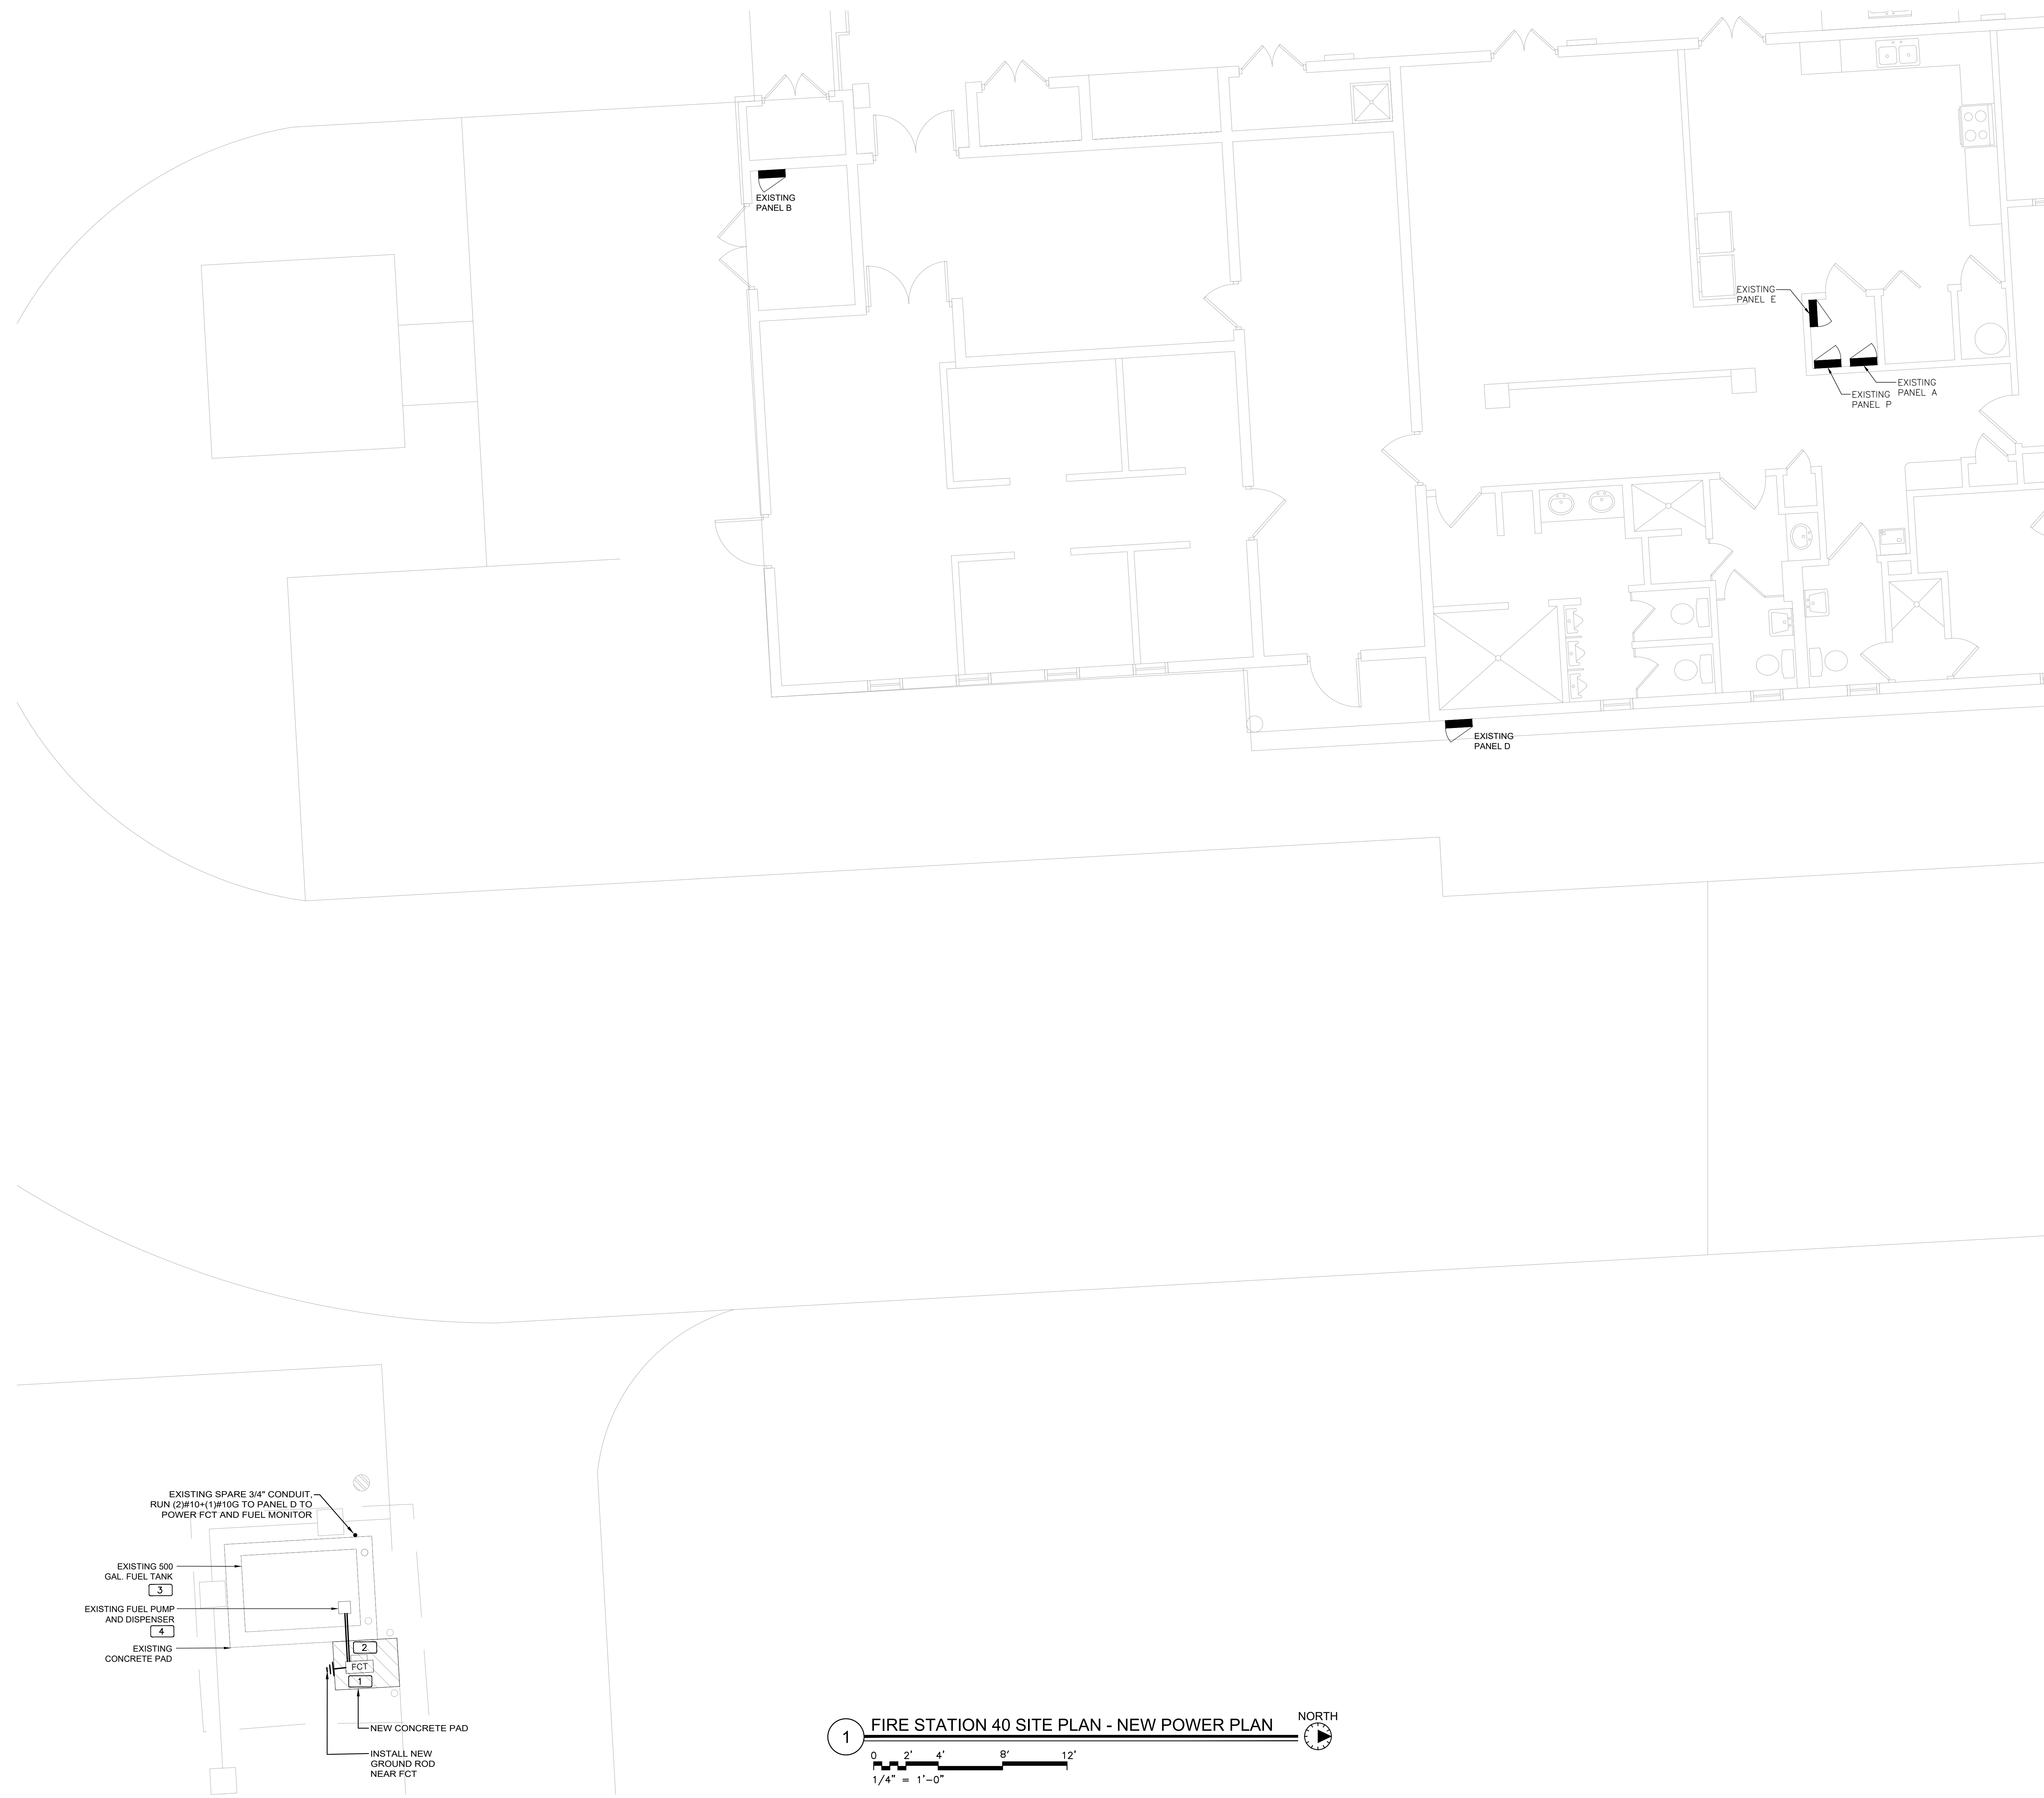 EXISTING
PANEL B
EXISTING
PANEL E
EXISTING
PANEL A
EXISTING
PANEL P
EXISTING
PANEL D
EXISTING SPARE 3/4" CONDUIT,
RUN (2)#10+(1)#10G TO PANEL D TO
POWER FCT AND FUEL MONITOR
EXISTING 500
GAL. FUEL TANK
3
EXISTING FUEL PUMP
AND DISPENSER
4
EXISTING
CONCRETE PAD
2
FCT
1
NEW CONCRETE PAD
INSTALL NEW
GROUND ROD
NEAR FCT
1
FIRE STATION 40 SITE PLAN - NEW POWER PLAN
NORTH
0 2' 4' 8' 12'
1/4" = 1'-0"